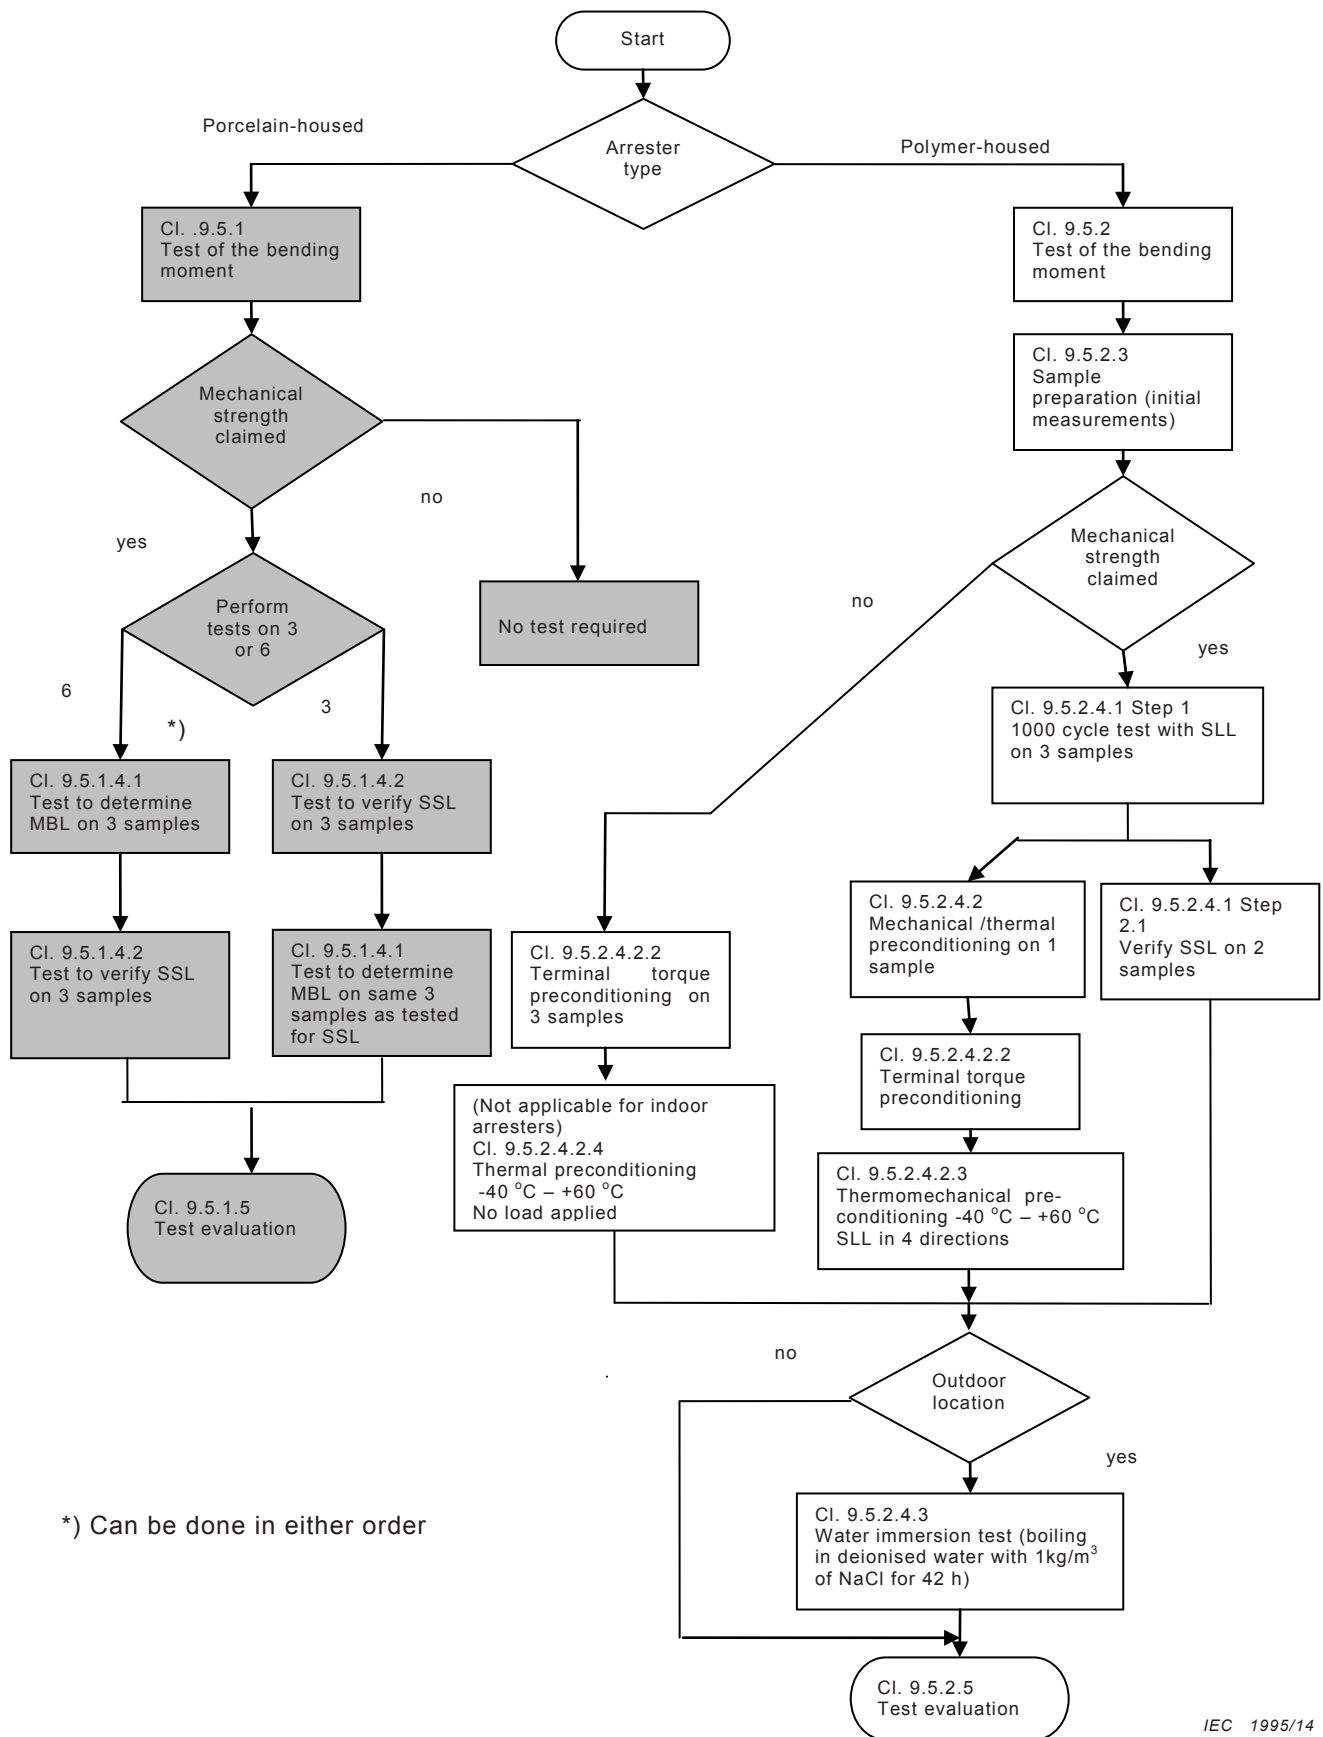 Start
Arrester
type
Porcelain-housed
Polymer-housed
Cl. .9.5.1
Test of the bending
moment
Cl. 9.5.2
Test of the bending
moment
Cl. 9.5.2.3
Sample
preparation (initial
measurements)
Mechanical
strength
claimed
no
yes
Mechanical
strength
claimed
no
yes
Perform
tests on 3
or 6
No test required
6
*)
3
Cl. 9.5.2.4.1 Step 1
1000 cycle test with SLL
on 3 samples
Cl. 9.5.1.4.1
Test to determine
MBL on 3 samples
Cl. 9.5.1.4.2
Test to verify SSL
on 3 samples
Cl. 9.5.1.4.2
Test to verify SSL
on 3 samples
Cl. 9.5.1.4.1
Test to determine
MBL on same 3
samples as tested
for SSL
Cl. 9.5.2.4.2.2
Terminal torque
preconditioning on
3 samples
Cl. 9.5.2.4.2
Mechanical /thermal
preconditioning on 1
sample
Cl. 9.5.2.4.1 Step
2.1
Verify SSL on 2
samples
Cl. 9.5.2.4.2.2
Terminal torque
preconditioning
(Not applicable for indoor
arresters)
Cl. 9.5.2.4.2.4
Thermal preconditioning
-40 °C – +60 °C
No load applied
Cl. 9.5.2.4.2.3
Thermomechanical pre-
conditioning -40 °C – +60 °C
SLL in 4 directions
Cl. 9.5.1.5
Test evaluation
no
Outdoor
location
yes
Cl. 9.5.2.4.3
Water immersion test (boiling
in deionised water with 1kg/m³
of NaCl for 42 h)
*) Can be done in either order
Cl. 9.5.2.5
Test evaluation
IEC 1995/14